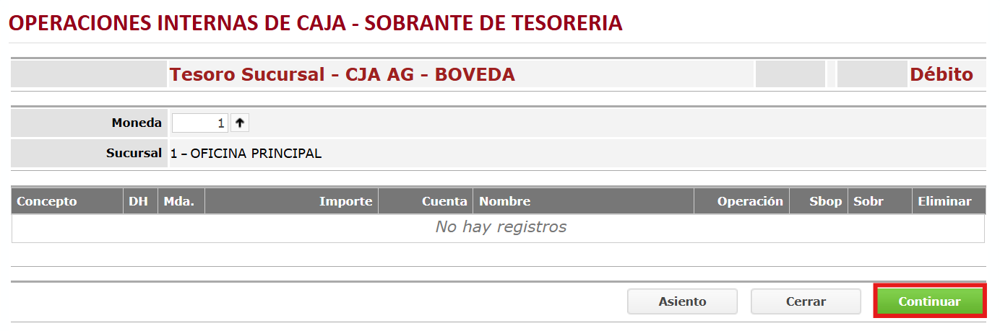 OPERACIONES INTERNAS DE CAJA - SOBRANTE DE TESORERIA
Tesoro Sucursal - CJA AG - BOVEDA Débito
Moneda 1
Sucursal 1 – OFICINA PRINCIPAL
Concepto DH Mda. Importe Cuenta Nombre Operación Sbop Sobr Eliminar
No hay registros
Asiento Cerrar Continuar